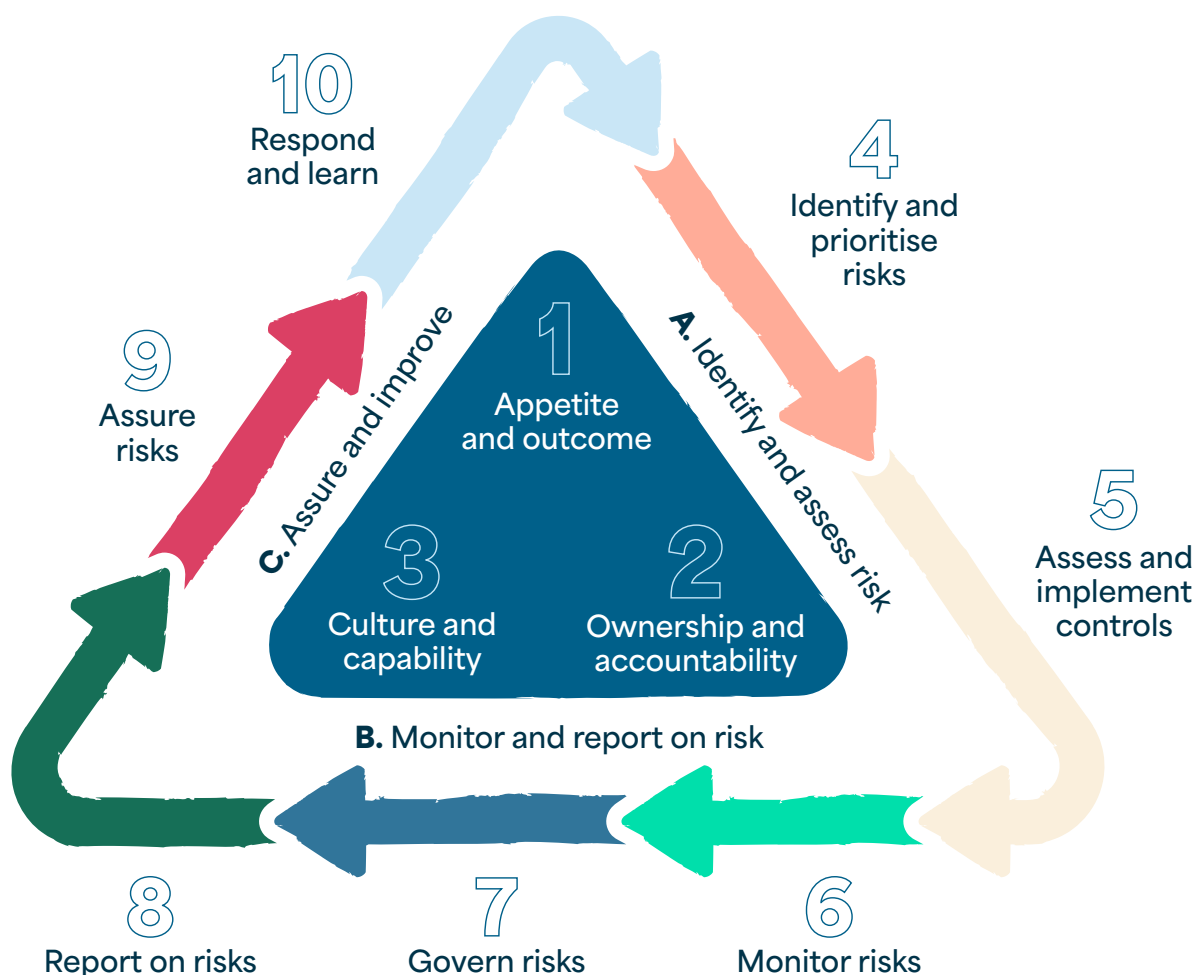 1
Appetite
and outcome
2
Ownership and
accountability
3
Culture and
capability
A. Identify and assess risk
4
Identify and
prioritise
risks
5
Assess and
implement
controls
B. Monitor and report on risk
6
Monitor risks
7
Govern risks
8
Report on risks
C. Assure and improve
9
Assure
risks
10
Respond
and learn